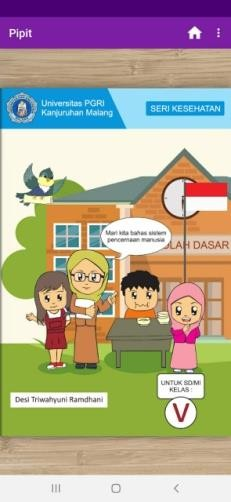 Pipit
Universitas PGRI
Kanjuruhan Malang
SERI KESEHATAN
Mari kita bahas sistem
pencernaan manusia
OLAH DASAR
Desi Triwahyuni Ramdhani
UNTUK SD/MI
KELAS :
V